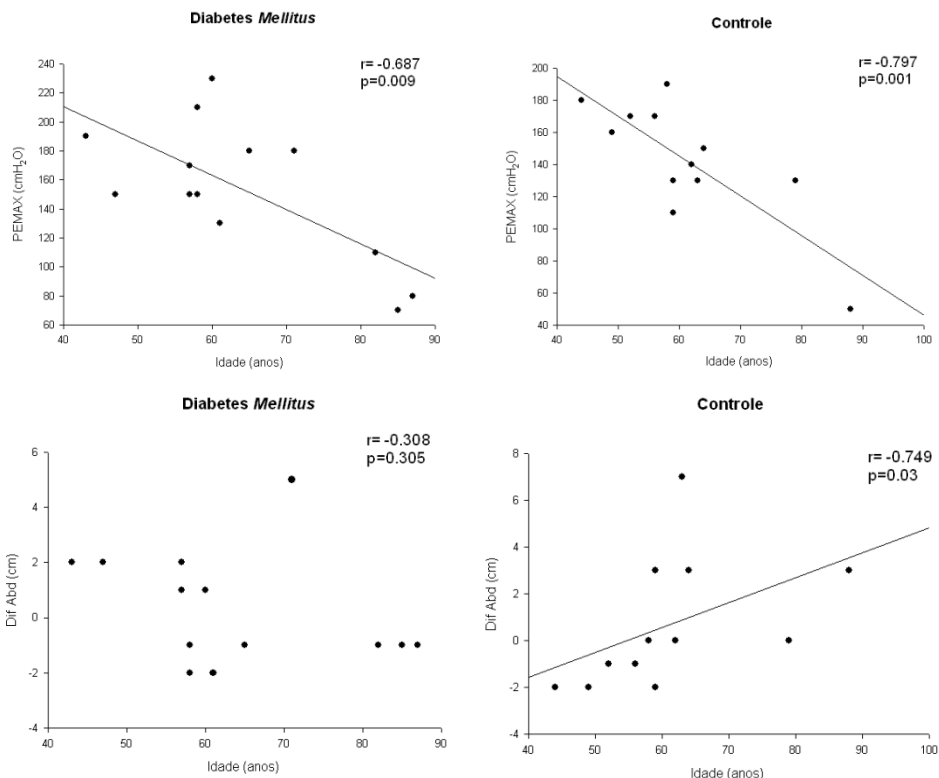 Diabetes Mellitus
r= -0.687
p=0.009
PEMAX (cmH2O)
240
220
200
180
160
140
120
100
80
60
40 50 60 70 80 90
Idade (anos)
Controle
r= -0.797
p=0.001
PEMAX (cmH2O)
200
180
160
140
120
100
80
60
40
40 50 60 70 80 90 100
Idade (anos)
Diabetes Mellitus
r= -0.308
p=0.305
Dif Abd (cm)
6
4
2
0
-2
-4
40 50 60 70 80 90
Idade (anos)
Controle
r= -0.749
p=0.03
Dif Abd (cm)
8
6
4
2
0
-2
-4
40 50 60 70 80 90 100
Idade (anos)